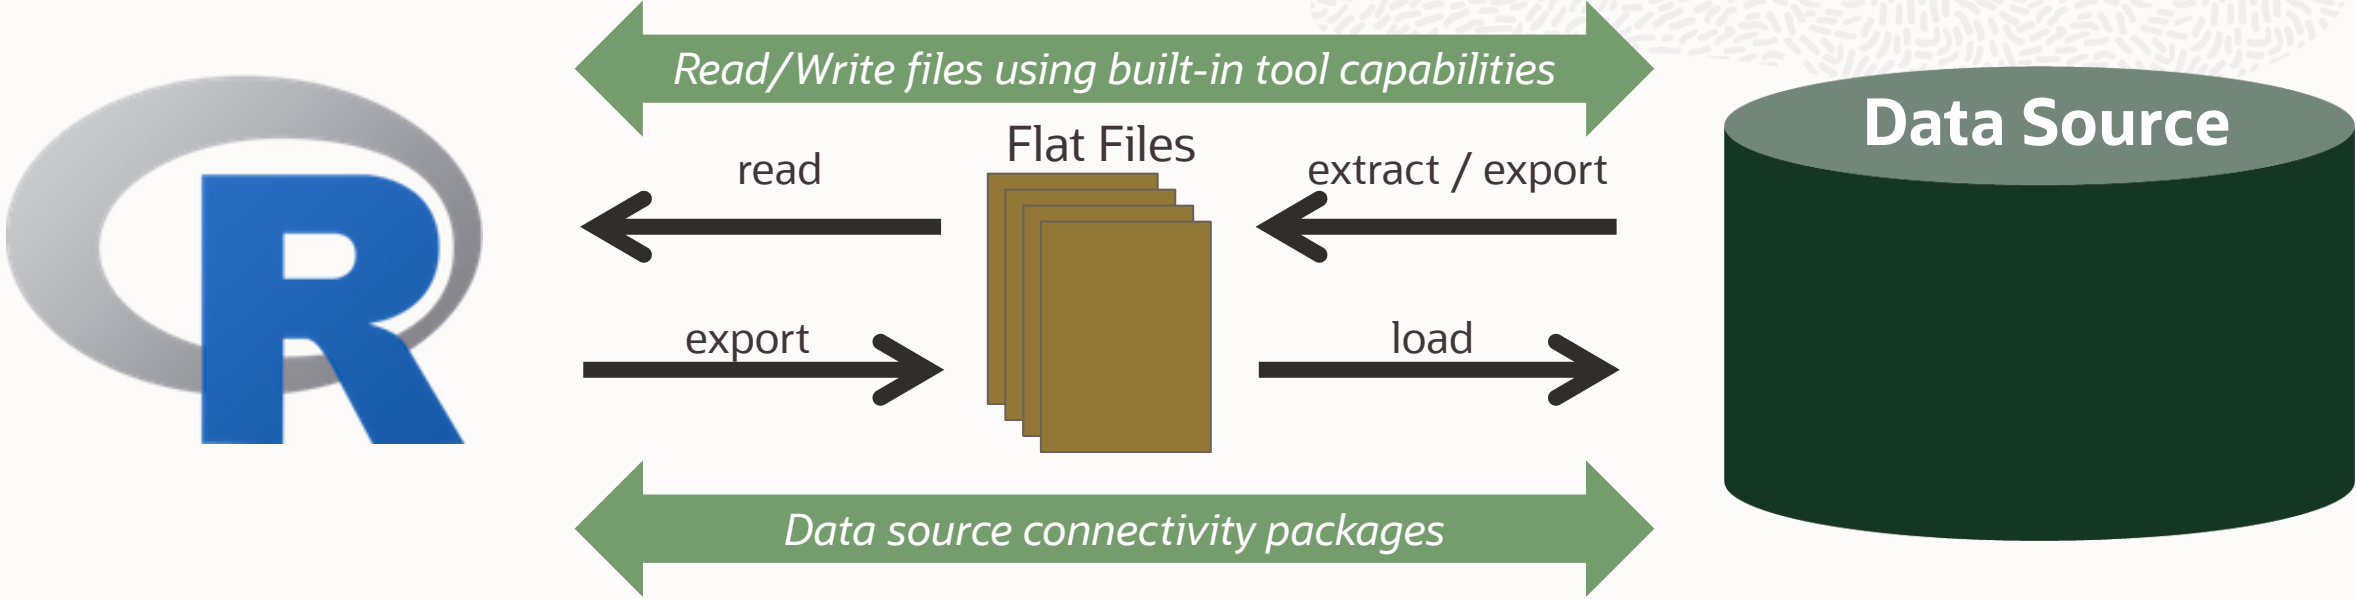 Read/Write files using built-in tool capabilities
Data Source
Flat Files
read
extract / export
export
load
R
Data source connectivity packages